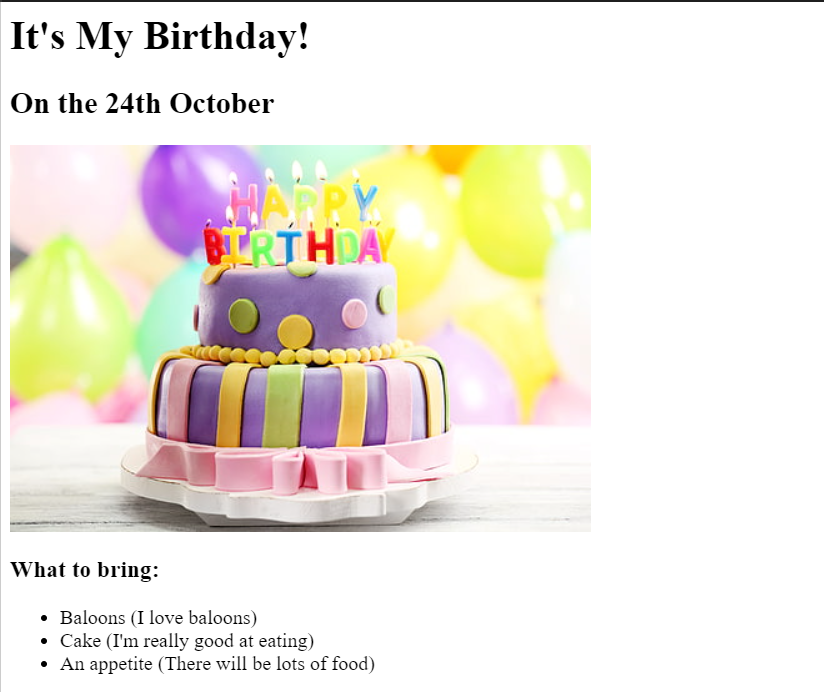 It's My Birthday!
On the 24th October
HAPPY
BIRTHDAY
What to bring:
Baloons (I love baloons)
Cake (I'm really good at eating)
An appetite (There will be lots of food)